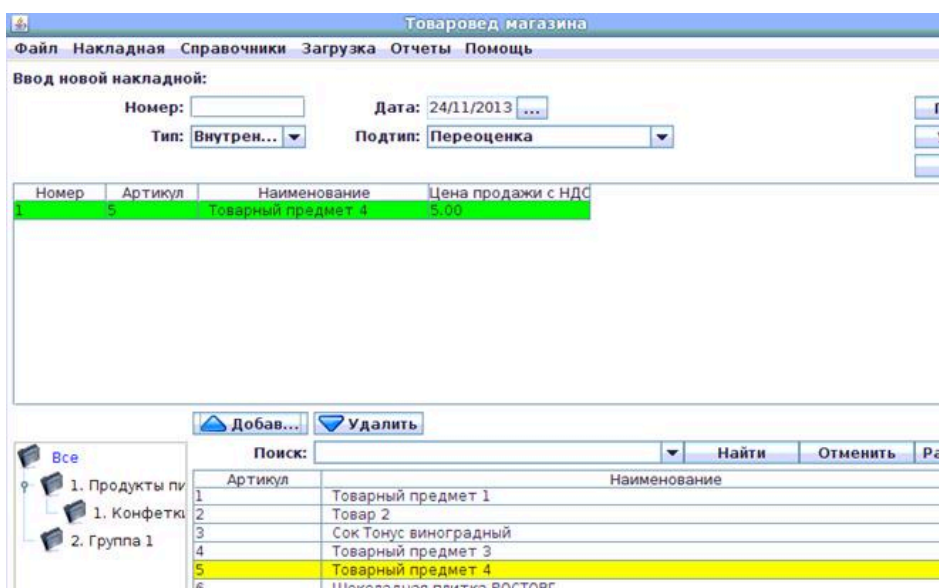 Товаровед магазина
Файл Накладная Справочники Загрузка Отчеты Помощь
Ввод новой накладной:
Номер: Дата: 24/11/2013 ...
Тип: Внутрен... Подтип: Переоценка
Номер Артикул Наименование Цена продажи с НДС
1 5 Товарный предмет 4 5.00
Добав... Удалить
Поиск: Найти Отменить
Все
1. Продукты пи
1. Конфетки
2. Группа 1
Артикул Наименование
1 Товарный предмет 1
2 Товар 2
3 Сок Тонус виноградный
4 Товарный предмет 3
5 Товарный предмет 4
6 Шоколадная плитка